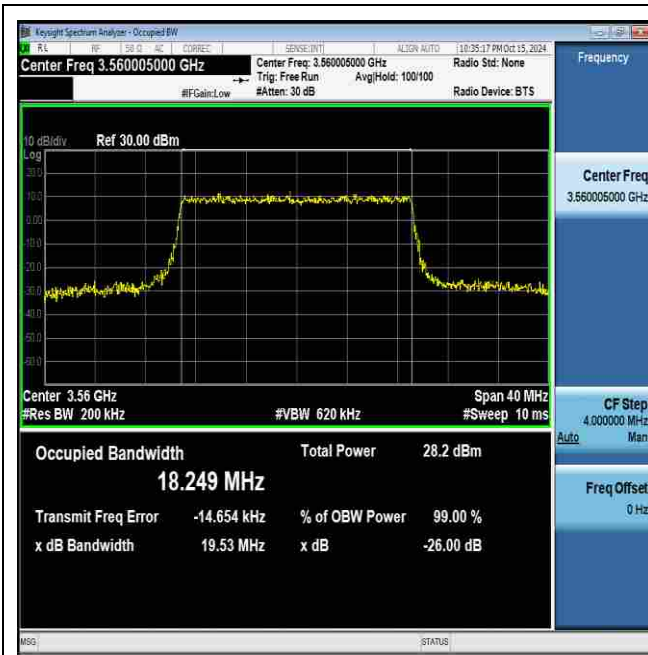 Keysight Spectrum Analyzer - Occupied BW
RL RF 50 Ω AC CORREC SENSE:INT ALIGN AUTO 10:35:17 PM Oct 15, 2024
Center Freq 3.560005000 GHz
Center Freq: 3.560005000 GHz Radio Std: None
Trig: Free Run Avg|Hold: 100/100
#IFGain:Low #Atten: 30 dB Radio Device: BTS
Frequency
10 dB/div Ref 30.00 dBm
Log
20.0
10.0
0.00
-10.0
-20.0
-30.0
-40.0
-50.0
-60.0
Center Freq
3.560005000 GHz
Center 3.56 GHz Span 40 MHz
#Res BW 200 kHz #VBW 620 kHz #Sweep 10 ms
CF Step
4.000000 MHz
Auto Man
Occupied Bandwidth Total Power 28.2 dBm
18.249 MHz
Transmit Freq Error -14.654 kHz % of OBW Power 99.00 %
x dB Bandwidth 19.53 MHz x dB -26.00 dB
Freq Offset
0 Hz
MSG STATUS